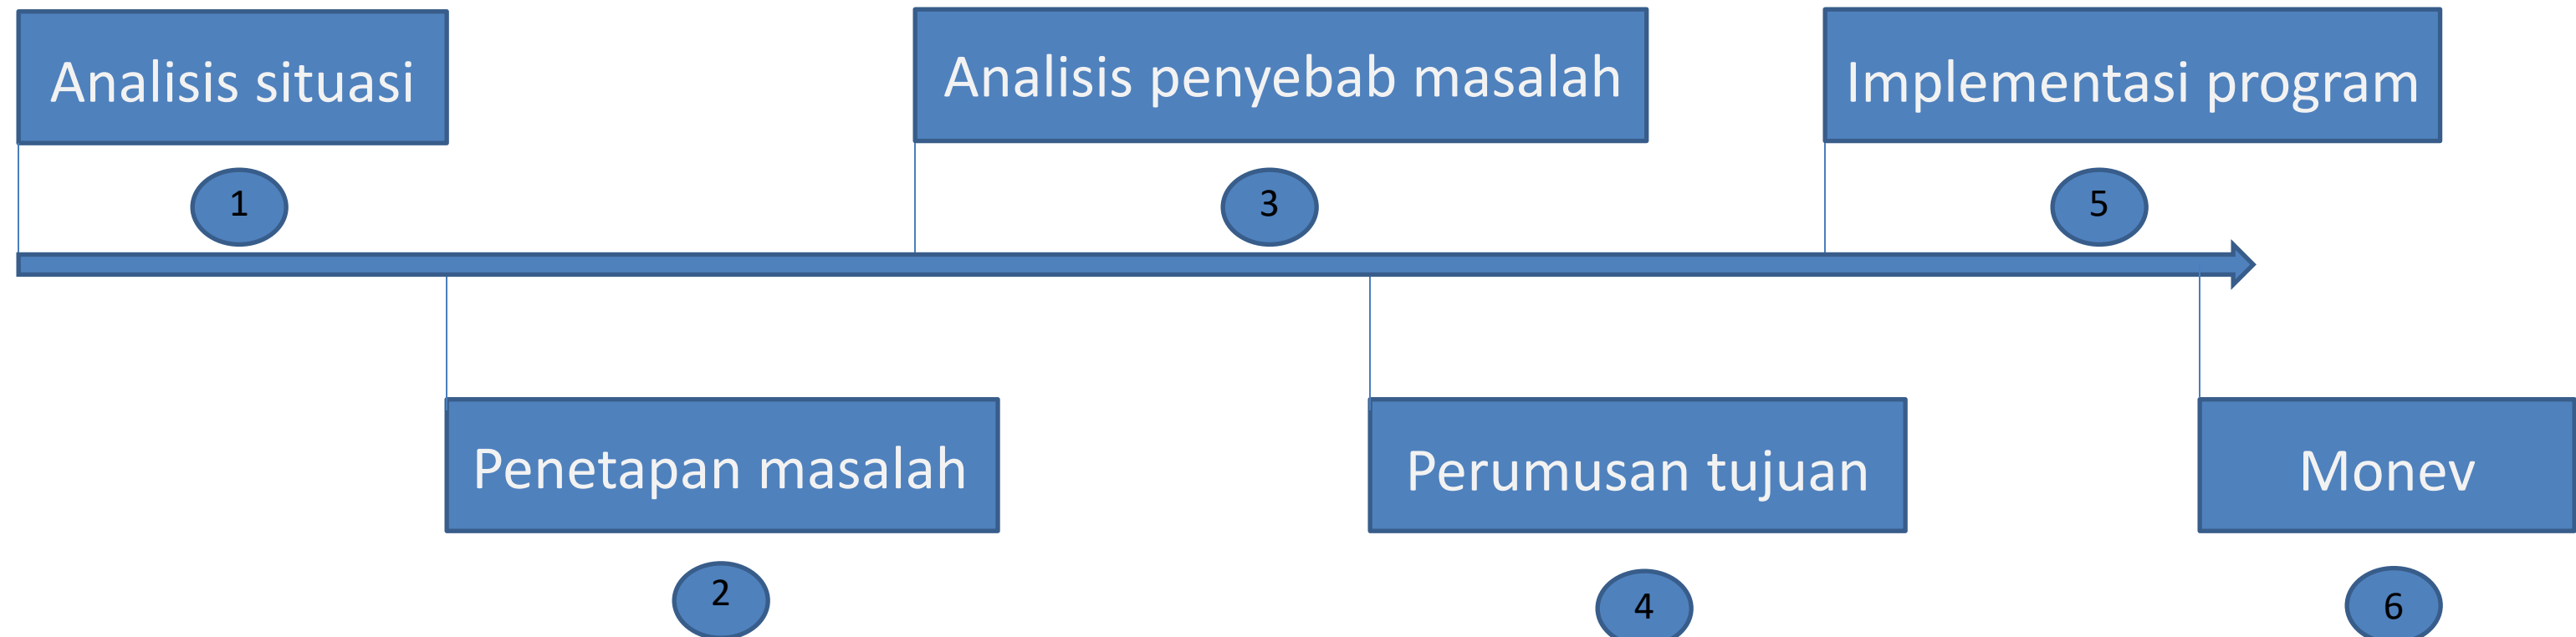 Analisis situasi
Analisis penyebab masalah
Implementasi program
1
3
5
Penetapan masalah
Perumusan tujuan
Monev
2
4
6